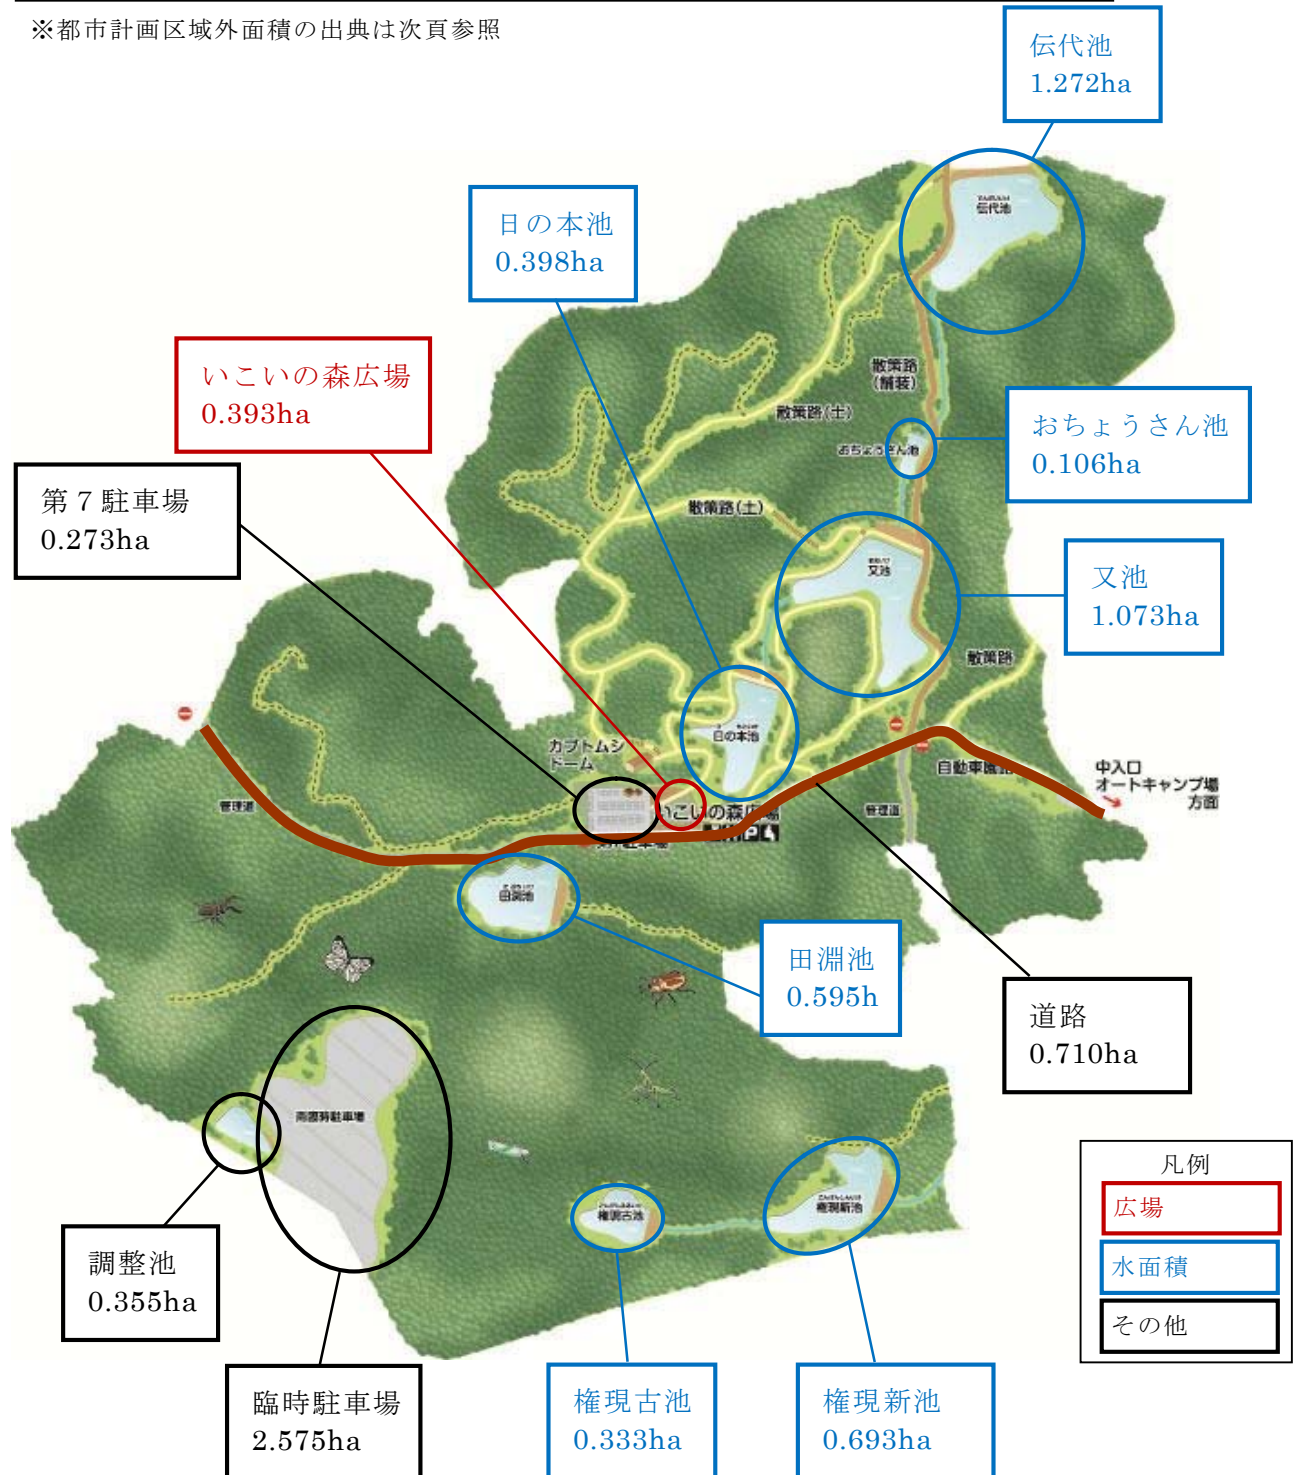 ※都市計画区域外面積の出典は次頁参照
伝代池
1.272ha
日の本池
0.398ha
いこいの森広場
0.393ha
第７駐車場
0.273ha
おちょうさん池
0.106ha
又池
1.073ha
田淵池
0.595h
道路
0.710ha
調整池
0.355ha
臨時駐車場
2.575ha
権現古池
0.333ha
権現新池
0.693ha
凡例
広場
水面積
その他
伝代池
散策路
(舗装)
散策路(土)
おちょうさん池
散策路(土)
又池
散策路
日の本池
カブトムシ
ドーム
自動車園路
中入口
オートキャンプ場
方面
管理道
いこいの森広場
管理道
田淵池
南臨時駐車場
権現古池
権現新池